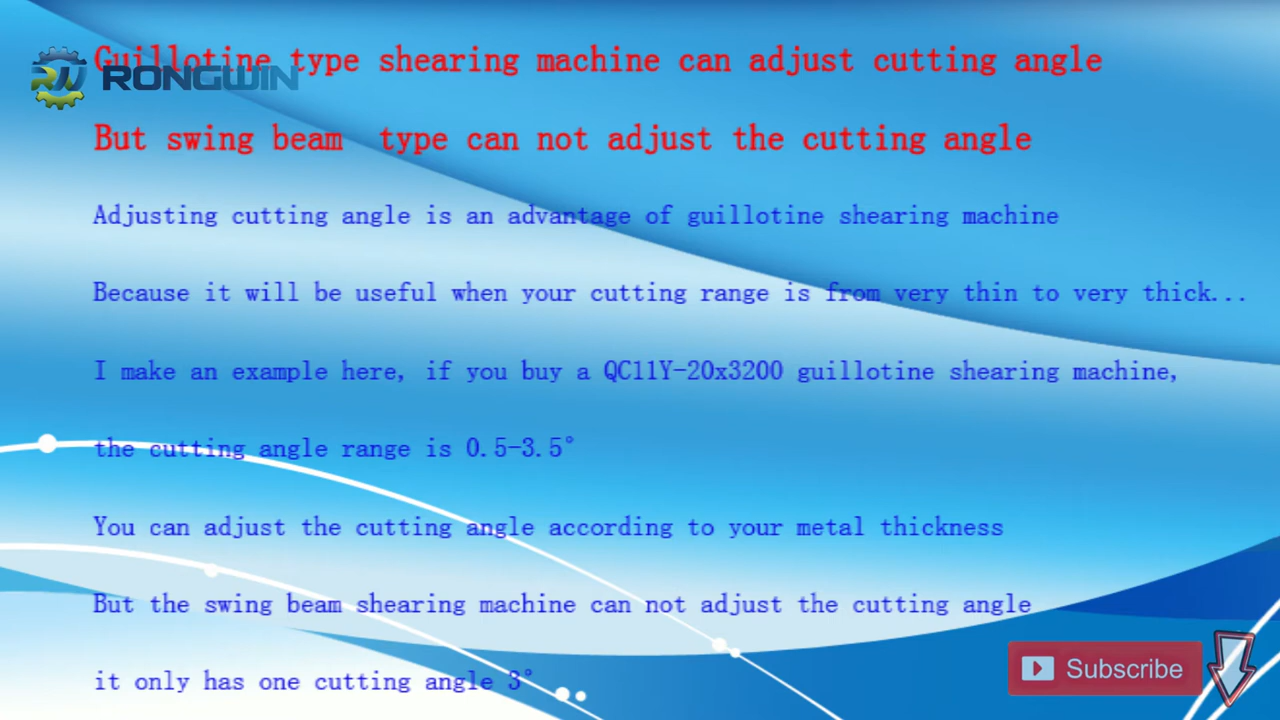 Guillotine type shearing machine can adjust cutting angle
RONGWIN
But swing beam type can not adjust the cutting angle
Adjusting cutting angle is an advantage of guillotine shearing machine
Because it will be useful when your cutting range is from very thin to very thick...
I make an example here, if you buy a QC11Y-20x3200 guillotine shearing machine,
the cutting angle range is 0.5-3.5°
You can adjust the cutting angle according to your metal thickness
But the swing beam shearing machine can not adjust the cutting angle
it only has one cutting angle 3°
Subscribe